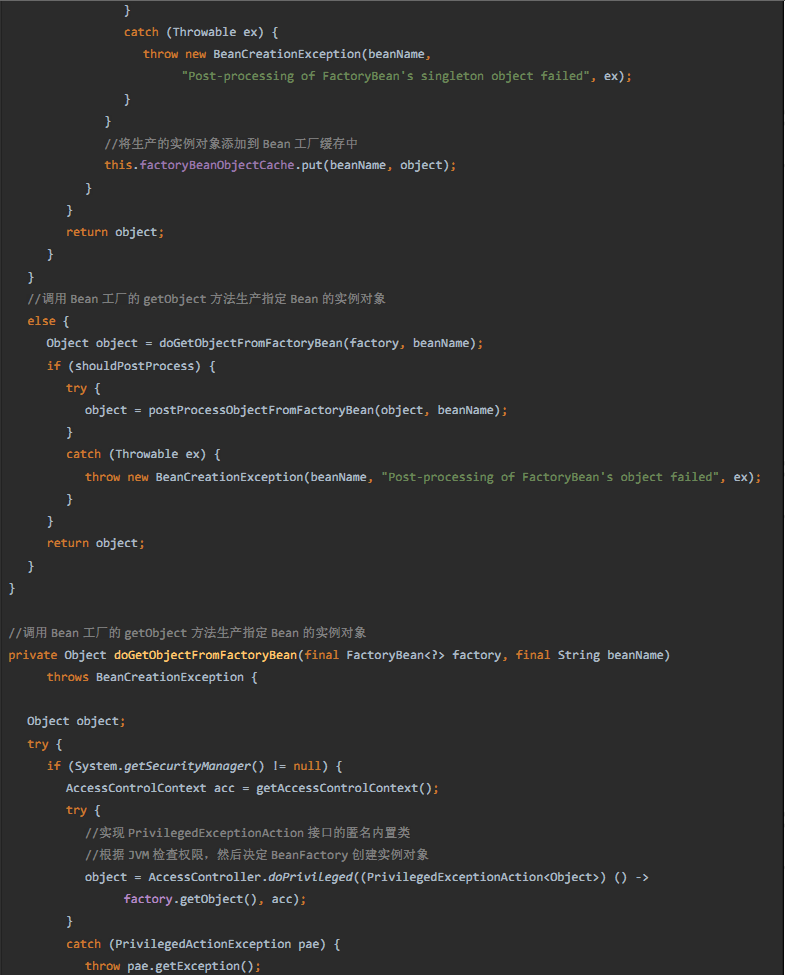 }
catch (Throwable ex) {
throw new BeanCreationException(beanName,
"Post-processing of FactoryBean's singleton object failed", ex);
}
}
//将生产的实例对象添加到 Bean 工厂缓存中
this.factoryBeanObjectCache.put(beanName, object);
}
}
return object;
}
}
//调用 Bean 工厂的 getObject 方法生产指定 Bean 的实例对象
else {
Object object = doGetObjectFromFactoryBean(factory, beanName);
if (shouldPostProcess) {
try {
object = postProcessObjectFromFactoryBean(object, beanName);
}
catch (Throwable ex) {
throw new BeanCreationException(beanName, "Post-processing of FactoryBean's object failed", ex);
}
}
return object;
}
}
//调用 Bean 工厂的 getObject 方法生产指定 Bean 的实例对象
private Object doGetObjectFromFactoryBean(final FactoryBean<?> factory, final String beanName)
throws BeanCreationException {
Object object;
try {
if (System.getSecurityManager() != null) {
AccessControlContext acc = getAccessControlContext();
try {
//实现 PrivilegedExceptionAction 接口的匿名内置类
//根据 JVM 检查权限，然后决定 BeanFactory 创建实例对象
object = AccessController.doPrivileged((PrivilegedExceptionAction<Object>) () ->
factory.getObject(), acc);
}
catch (PrivilegedActionException pae) {
throw pae.getException();